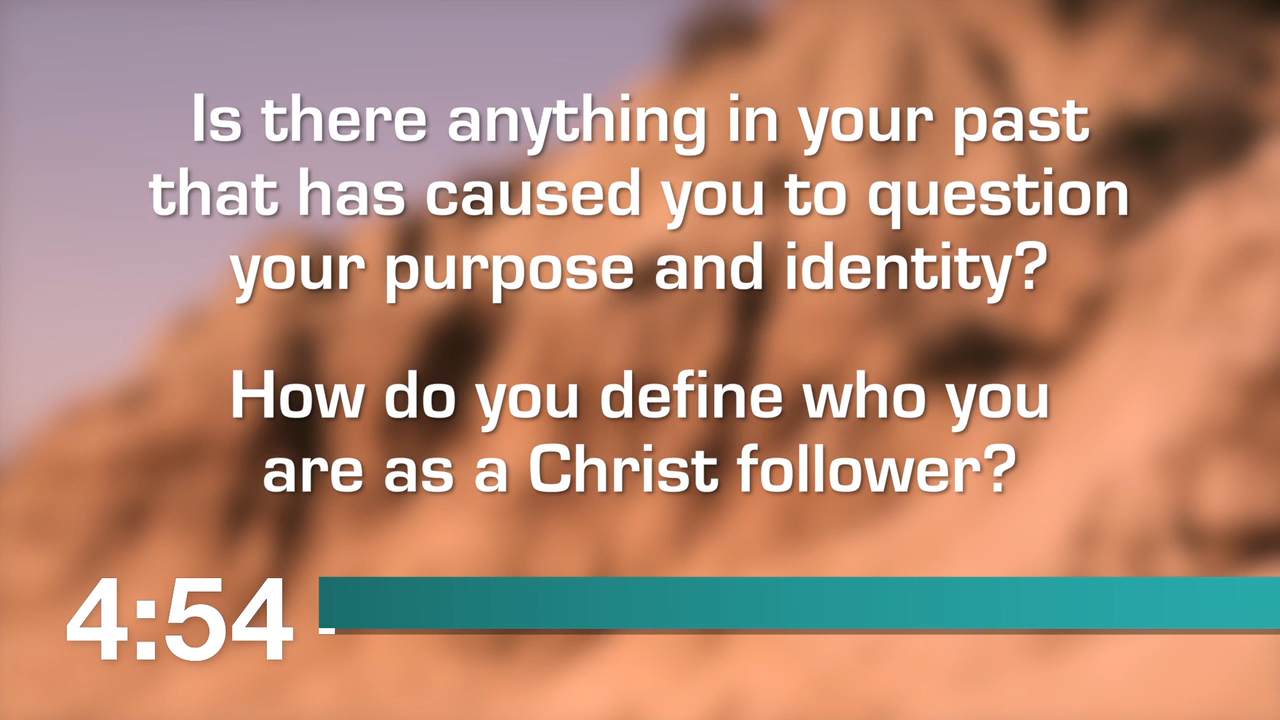 Is there anything in your past
that has caused you to question
your purpose and identity?
How do you define who you
are as a Christ follower?
4:54